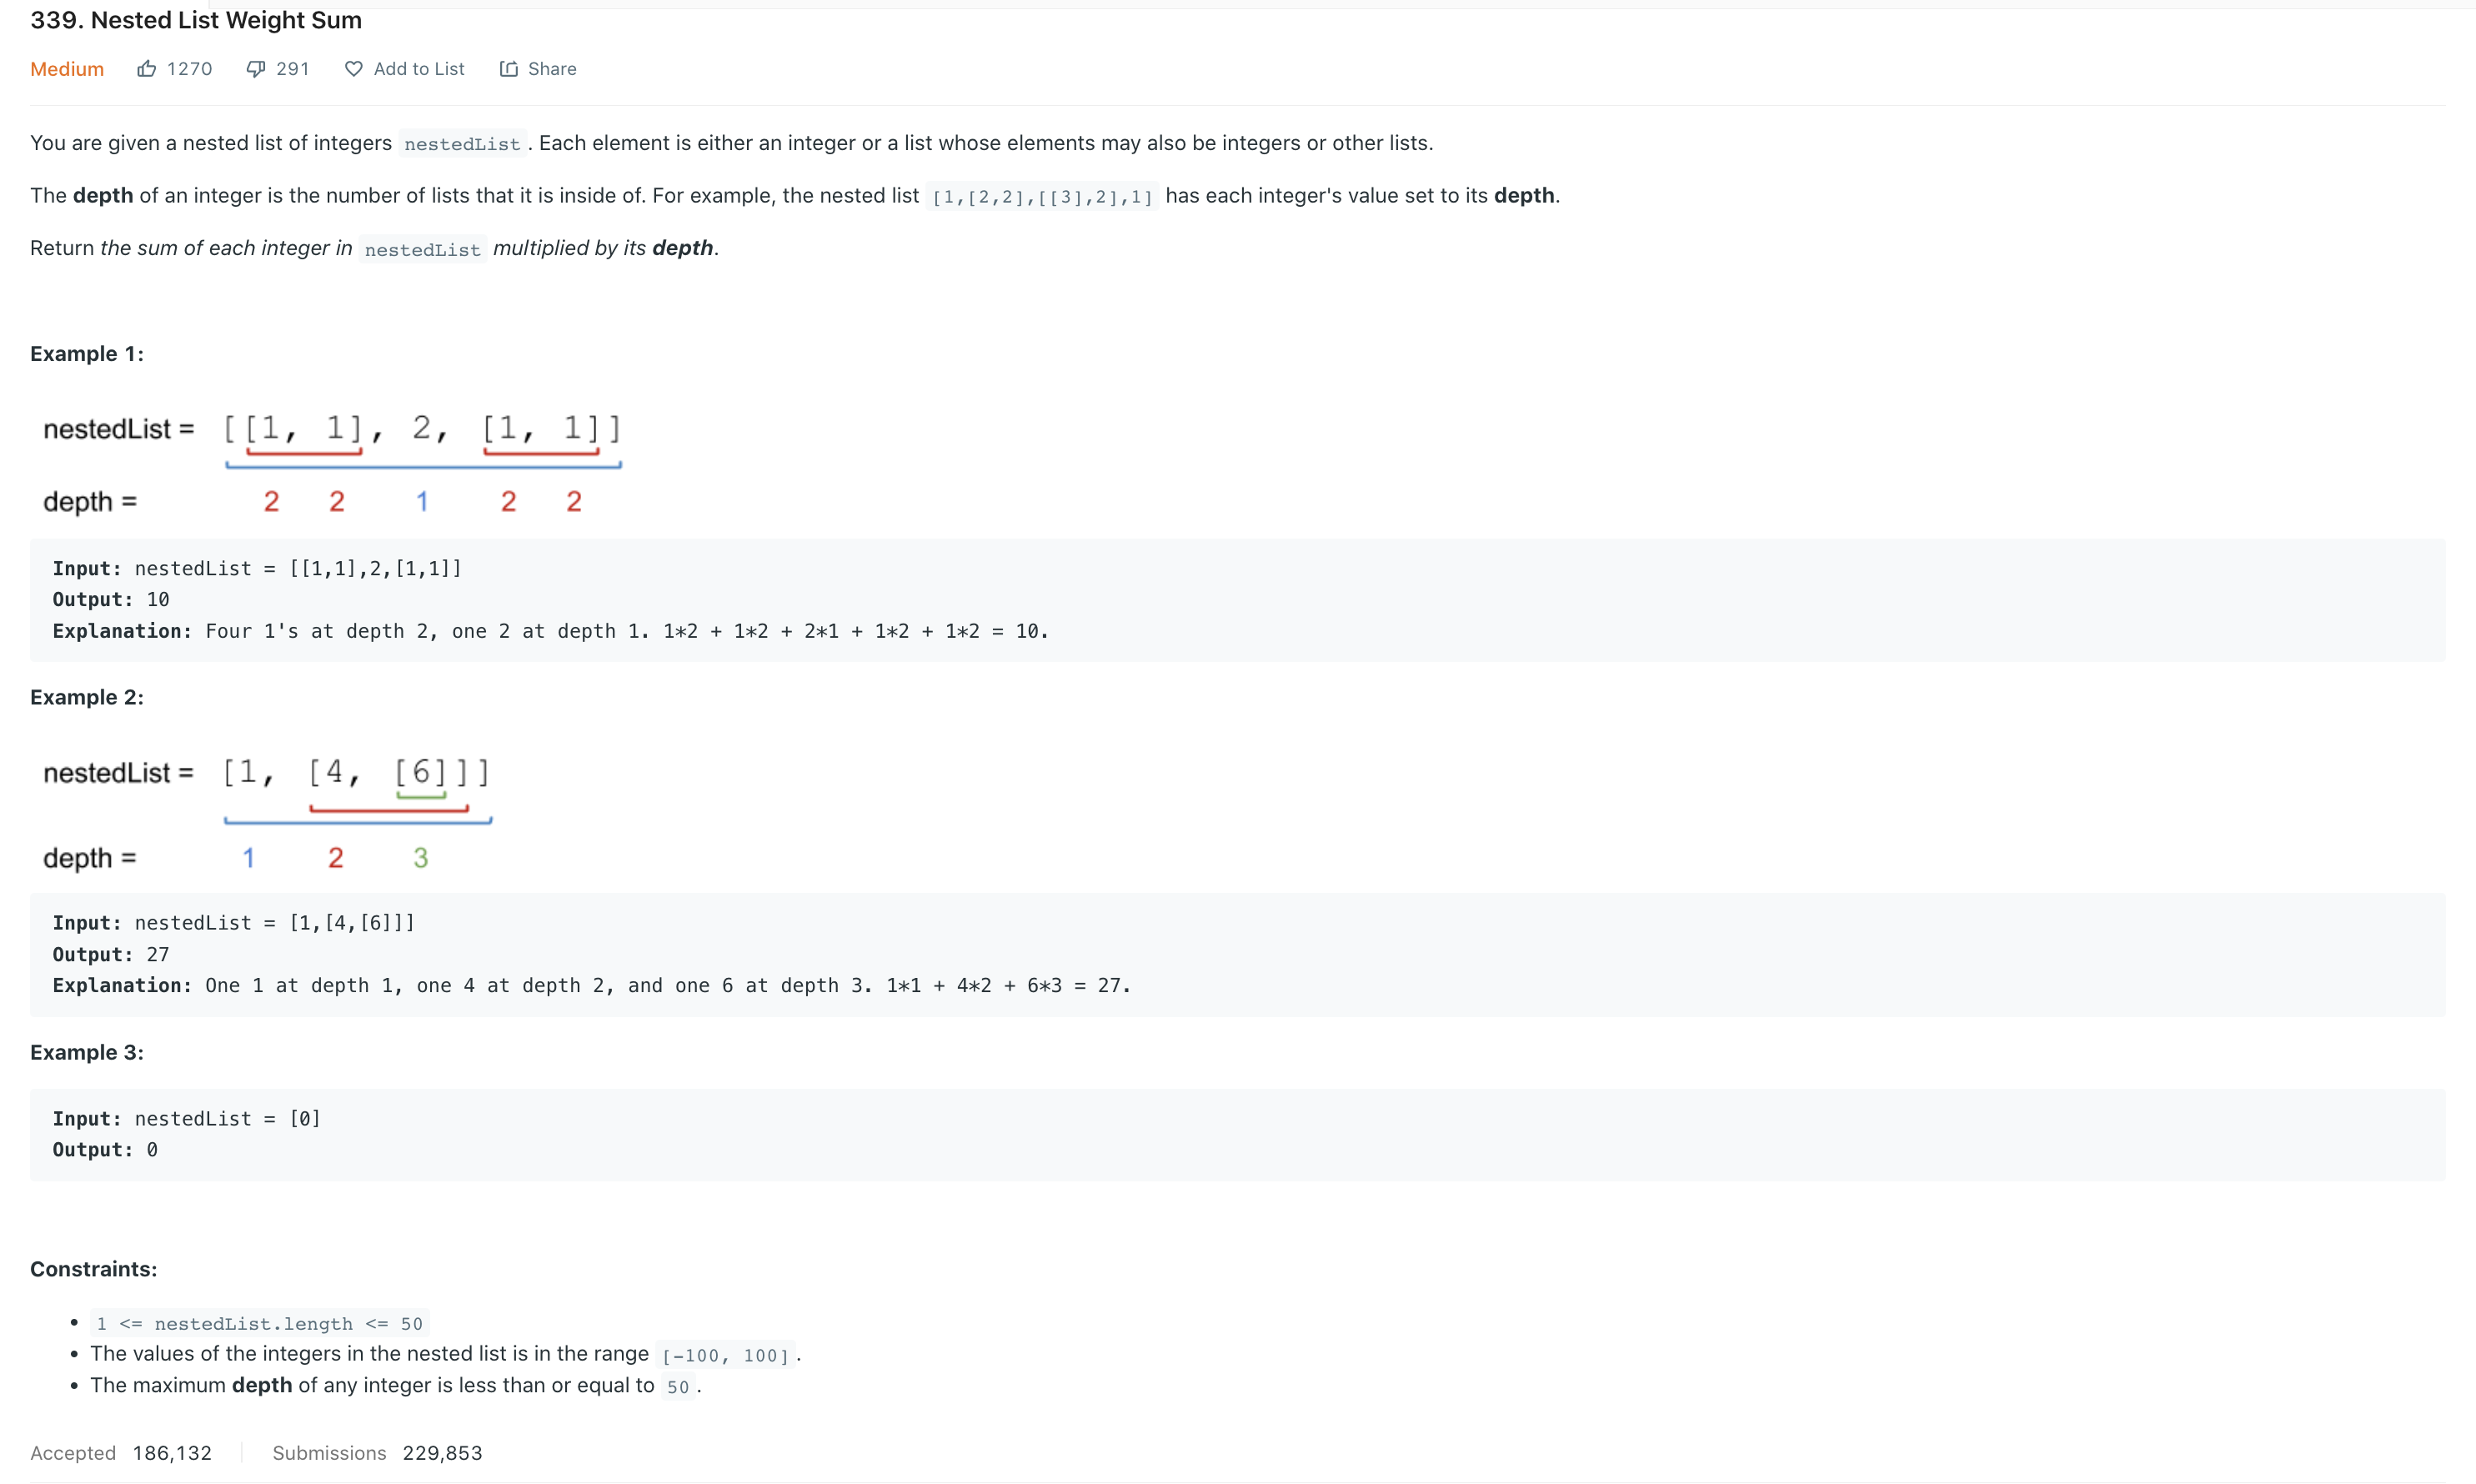 339. Nested List Weight Sum
Medium 1270 291 Add to List Share
You are given a nested list of integers nestedList. Each element is either an integer or a list whose elements may also be integers or other lists.
The depth of an integer is the number of lists that it is inside of. For example, the nested list [1,[2,2],[[3],2],1] has each integer's value set to its depth.
Return the sum of each integer in nestedList multiplied by its depth.
Example 1:
nestedList = [[1, 1], 2, [1, 1]]
depth = 2 2 1 2 2
Input: nestedList = [[1,1],2,[1,1]]
Output: 10
Explanation: Four 1's at depth 2, one 2 at depth 1. 1*2 + 1*2 + 2*1 + 1*2 + 1*2 = 10.
Example 2:
nestedList = [1, [4, [6]]]
depth = 1 2 3
Input: nestedList = [1,[4,[6]]]
Output: 27
Explanation: One 1 at depth 1, one 4 at depth 2, and one 6 at depth 3. 1*1 + 4*2 + 6*3 = 27.
Example 3:
Input: nestedList = [0]
Output: 0
Constraints:
• 1 <= nestedList.length <= 50
• The values of the integers in the nested list is in the range [-100, 100].
• The maximum depth of any integer is less than or equal to 50.
Accepted 186,132 Submissions 229,853